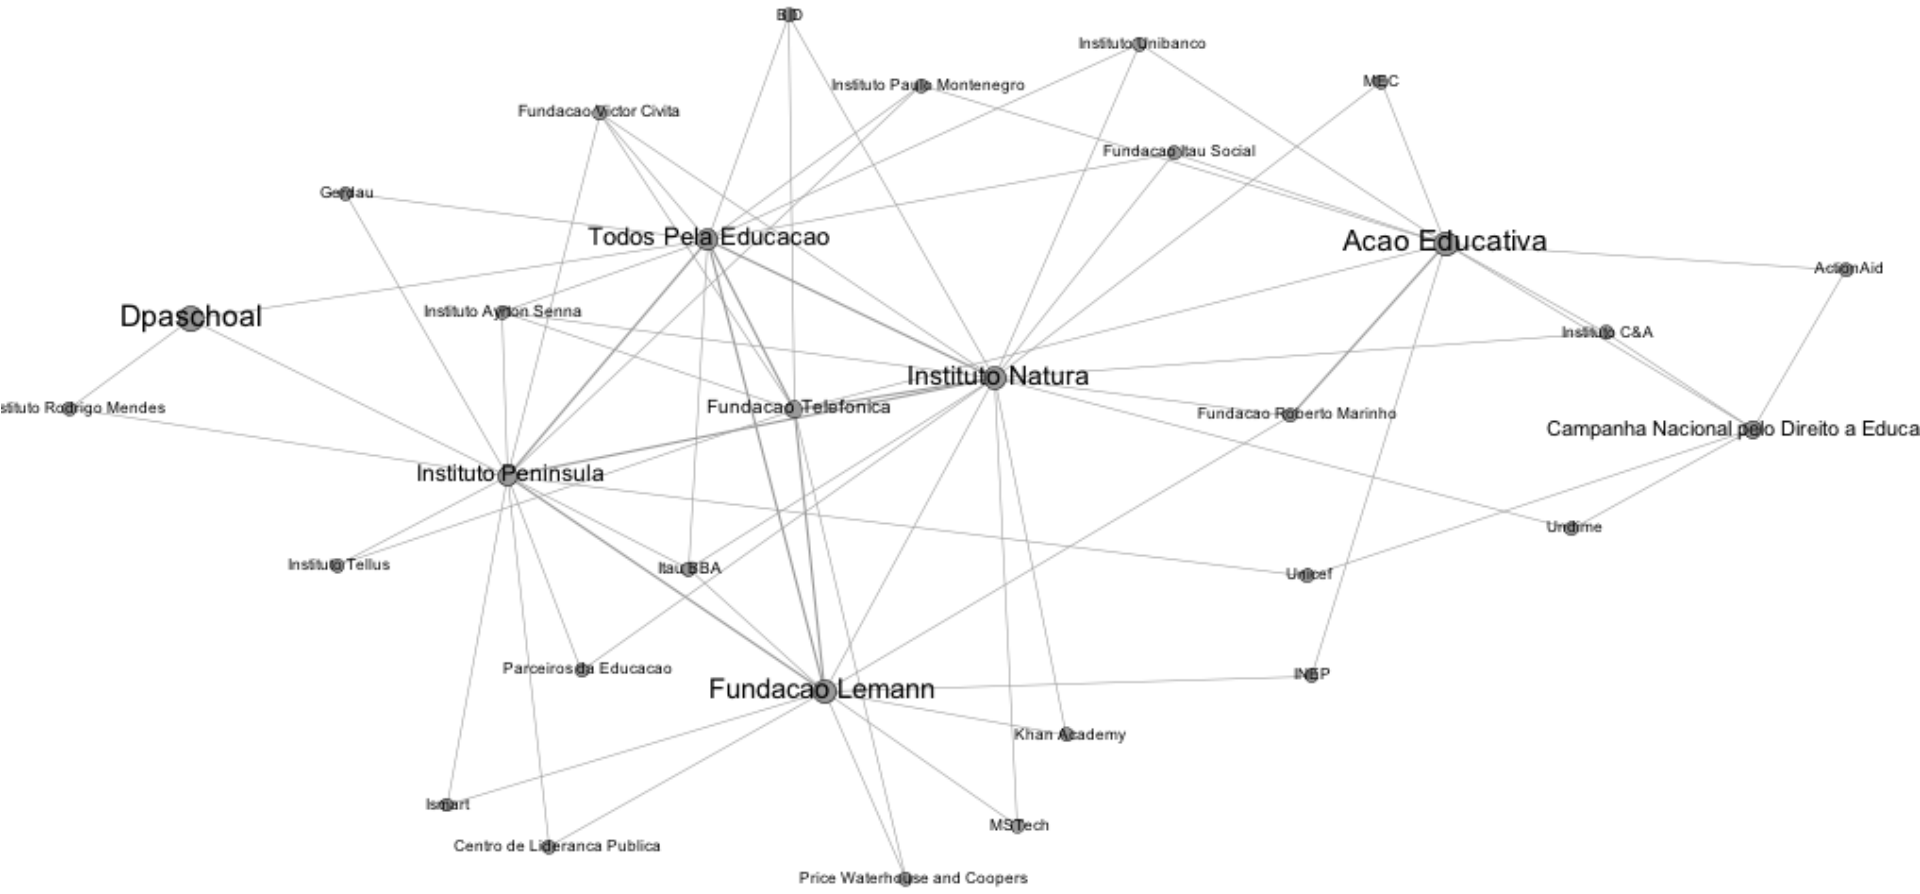 BID
Instituto Unibanco
MEC
Instituto Paulo Montenegro
Fundacao Victor Civita
Fundacao Itau Social
Gerdau
Todos Pela Educacao
Acao Educativa
ActionAid
Dpaschoal
Instituto Ayrton Senna
Instituto C&A
Instituto Natura
stituto Rodrigo Mendes
Fundacao Telefonica
Fundacao Roberto Marinho
Campanha Nacional pelo Direito a Educa
Instituto Peninsula
Undime
Instituto Tellus
Itau BBA
Unicef
Parceiros da Educacao
INEP
Fundacao Lemann
Khan Academy
Ismart
MSTech
Centro de Lideranca Publica
Price Waterhouse and Coopers